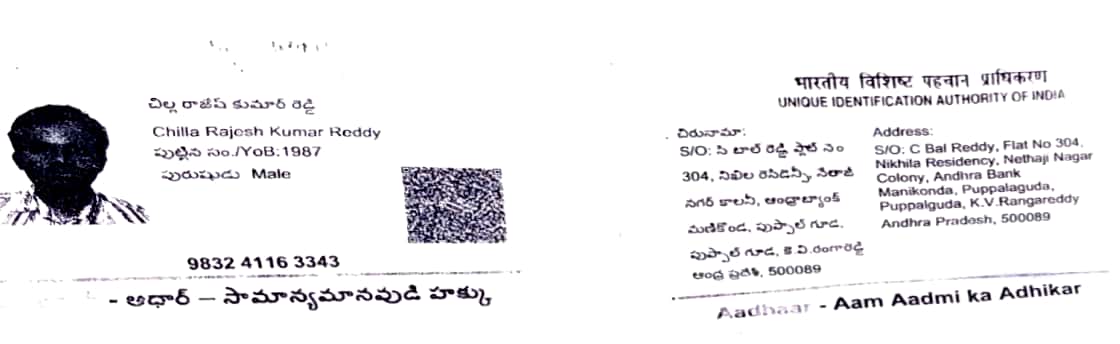 చిల్ల రాజేష్ కుమార్ రెడ్డి
Chilla Rajesh Kumar Reddy
పుట్టిన సం./YoB:1987
పురుషుడు Male
9832 4116 3343
- ఆధార్ – సామాన్యమానవుడి హక్కు
भारतीय विशिष्ट पहचान प्राधिकरण
UNIQUE IDENTIFICATION AUTHORITY OF INDIA
చిరునామా:
S/O: సి బాల్ రెడ్డి, ఫ్లాట్ నం
304, నిఖిల రెసిడెన్సీ, నేతాజీ
నగర్ కాలనీ, ఆంధ్రాబ్యాంక్
మణికొండ, పుప్పాల్ గూడ,
పుప్పాల్ గూడ, కె.వి.రంగారెడ్డి
ఆంధ్ర ప్రదేశ్, 500089
Address:
S/O: C Bal Reddy, Flat No 304,
Nikhila Residency, Nethaji Nagar
Colony, Andhra Bank
Manikonda, Puppalaguda,
Puppalguda, K.V.Rangareddy
Andhra Pradesh, 500089
Aadhaar - Aam Aadmi ka Adhikar